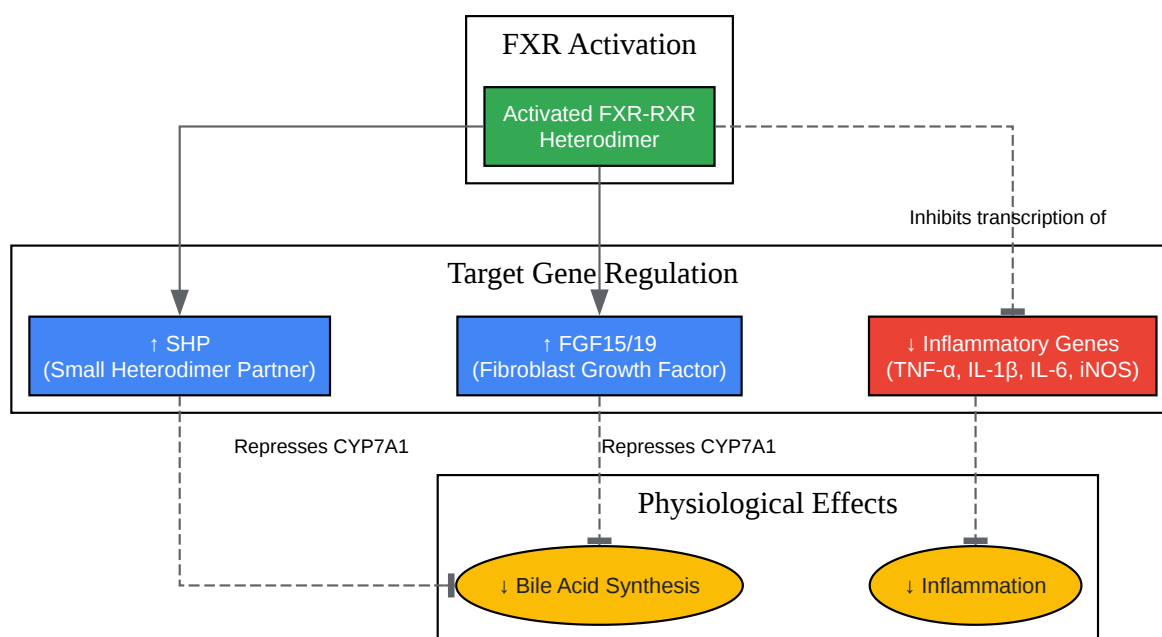 FXR Activation
Activated FXR-RXR
Heterodimer
Inhibits transcription of
Target Gene Regulation
↑ SHP
(Small Heterodimer Partner)
↑ FGF15/19
(Fibroblast Growth Factor)
↓ Inflammatory Genes
(TNF-α, IL-1β, IL-6, iNOS)
Represses CYP7A1
Represses CYP7A1
Physiological Effects
↓ Bile Acid Synthesis
↓ Inflammation